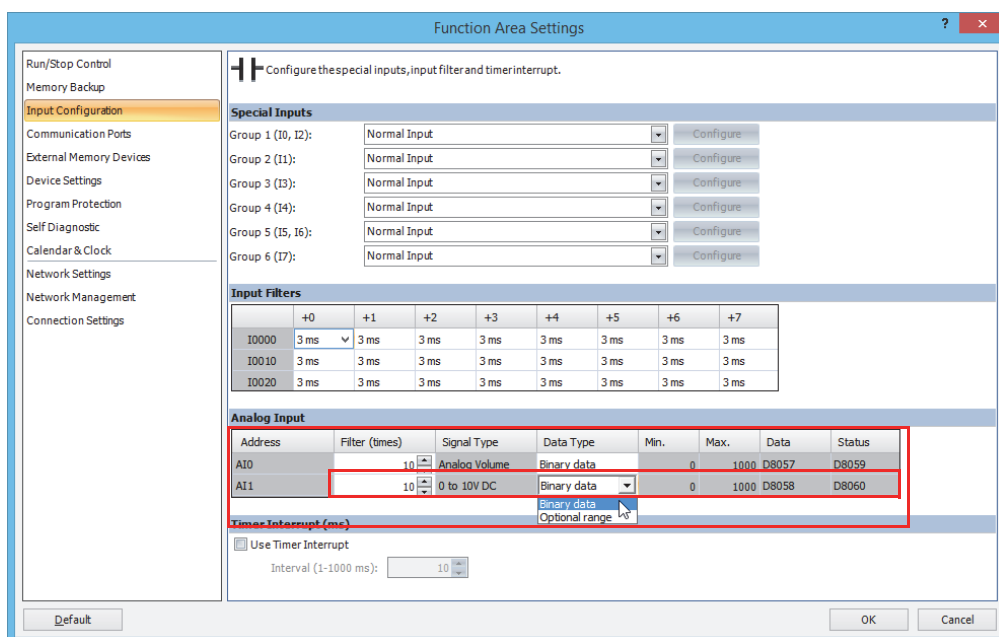 Function Area Settings
?
Run/Stop Control
Memory Backup
Input Configuration
Communication Ports
External Memory Devices
Device Settings
Program Protection
Self Diagnostic
Calendar & Clock
Network Settings
Network Management
Connection Settings
Configure the special inputs, input filter and timer interrupt.
Special Inputs
Group 1 (I0, I2): Normal Input Configure
Group 2 (I1): Normal Input Configure
Group 3 (I3): Normal Input Configure
Group 4 (I4): Normal Input Configure
Group 5 (I5, I6): Normal Input Configure
Group 6 (I7): Normal Input Configure
Input Filters
+0 +1 +2 +3 +4 +5 +6 +7
I0000 3 ms 3 ms 3 ms 3 ms 3 ms 3 ms 3 ms 3 ms
I0010 3 ms 3 ms 3 ms 3 ms 3 ms 3 ms 3 ms 3 ms
I0020 3 ms 3 ms 3 ms 3 ms 3 ms 3 ms 3 ms 3 ms
Analog Input
Address Filter (times) Signal Type Data Type Min. Max. Data Status
AI0 10 Analog Volume Binary data 0 1000 D8057 D8059
AI1 10 0 to 10V DC Binary data 0 1000 D8058 D8060
Binary data
Optional range
Timer Interrupt (ms)
Use Timer Interrupt
Interval (1-1000 ms): 10
Default OK Cancel